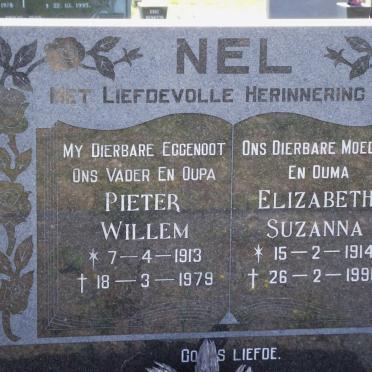 NEL
MET LIEFDEVOLLE HERINNERING
MY DIERBARE EGGENOOT
ONS VADER EN OUPA
PIETER
WILLEM
* 7-4-1913
† 18-3-1979
ONS DIERBARE
EN OUMA
ELIZABETH
SUZANNA
* 15-2-1914
† 26-2-199
LIEFDE.